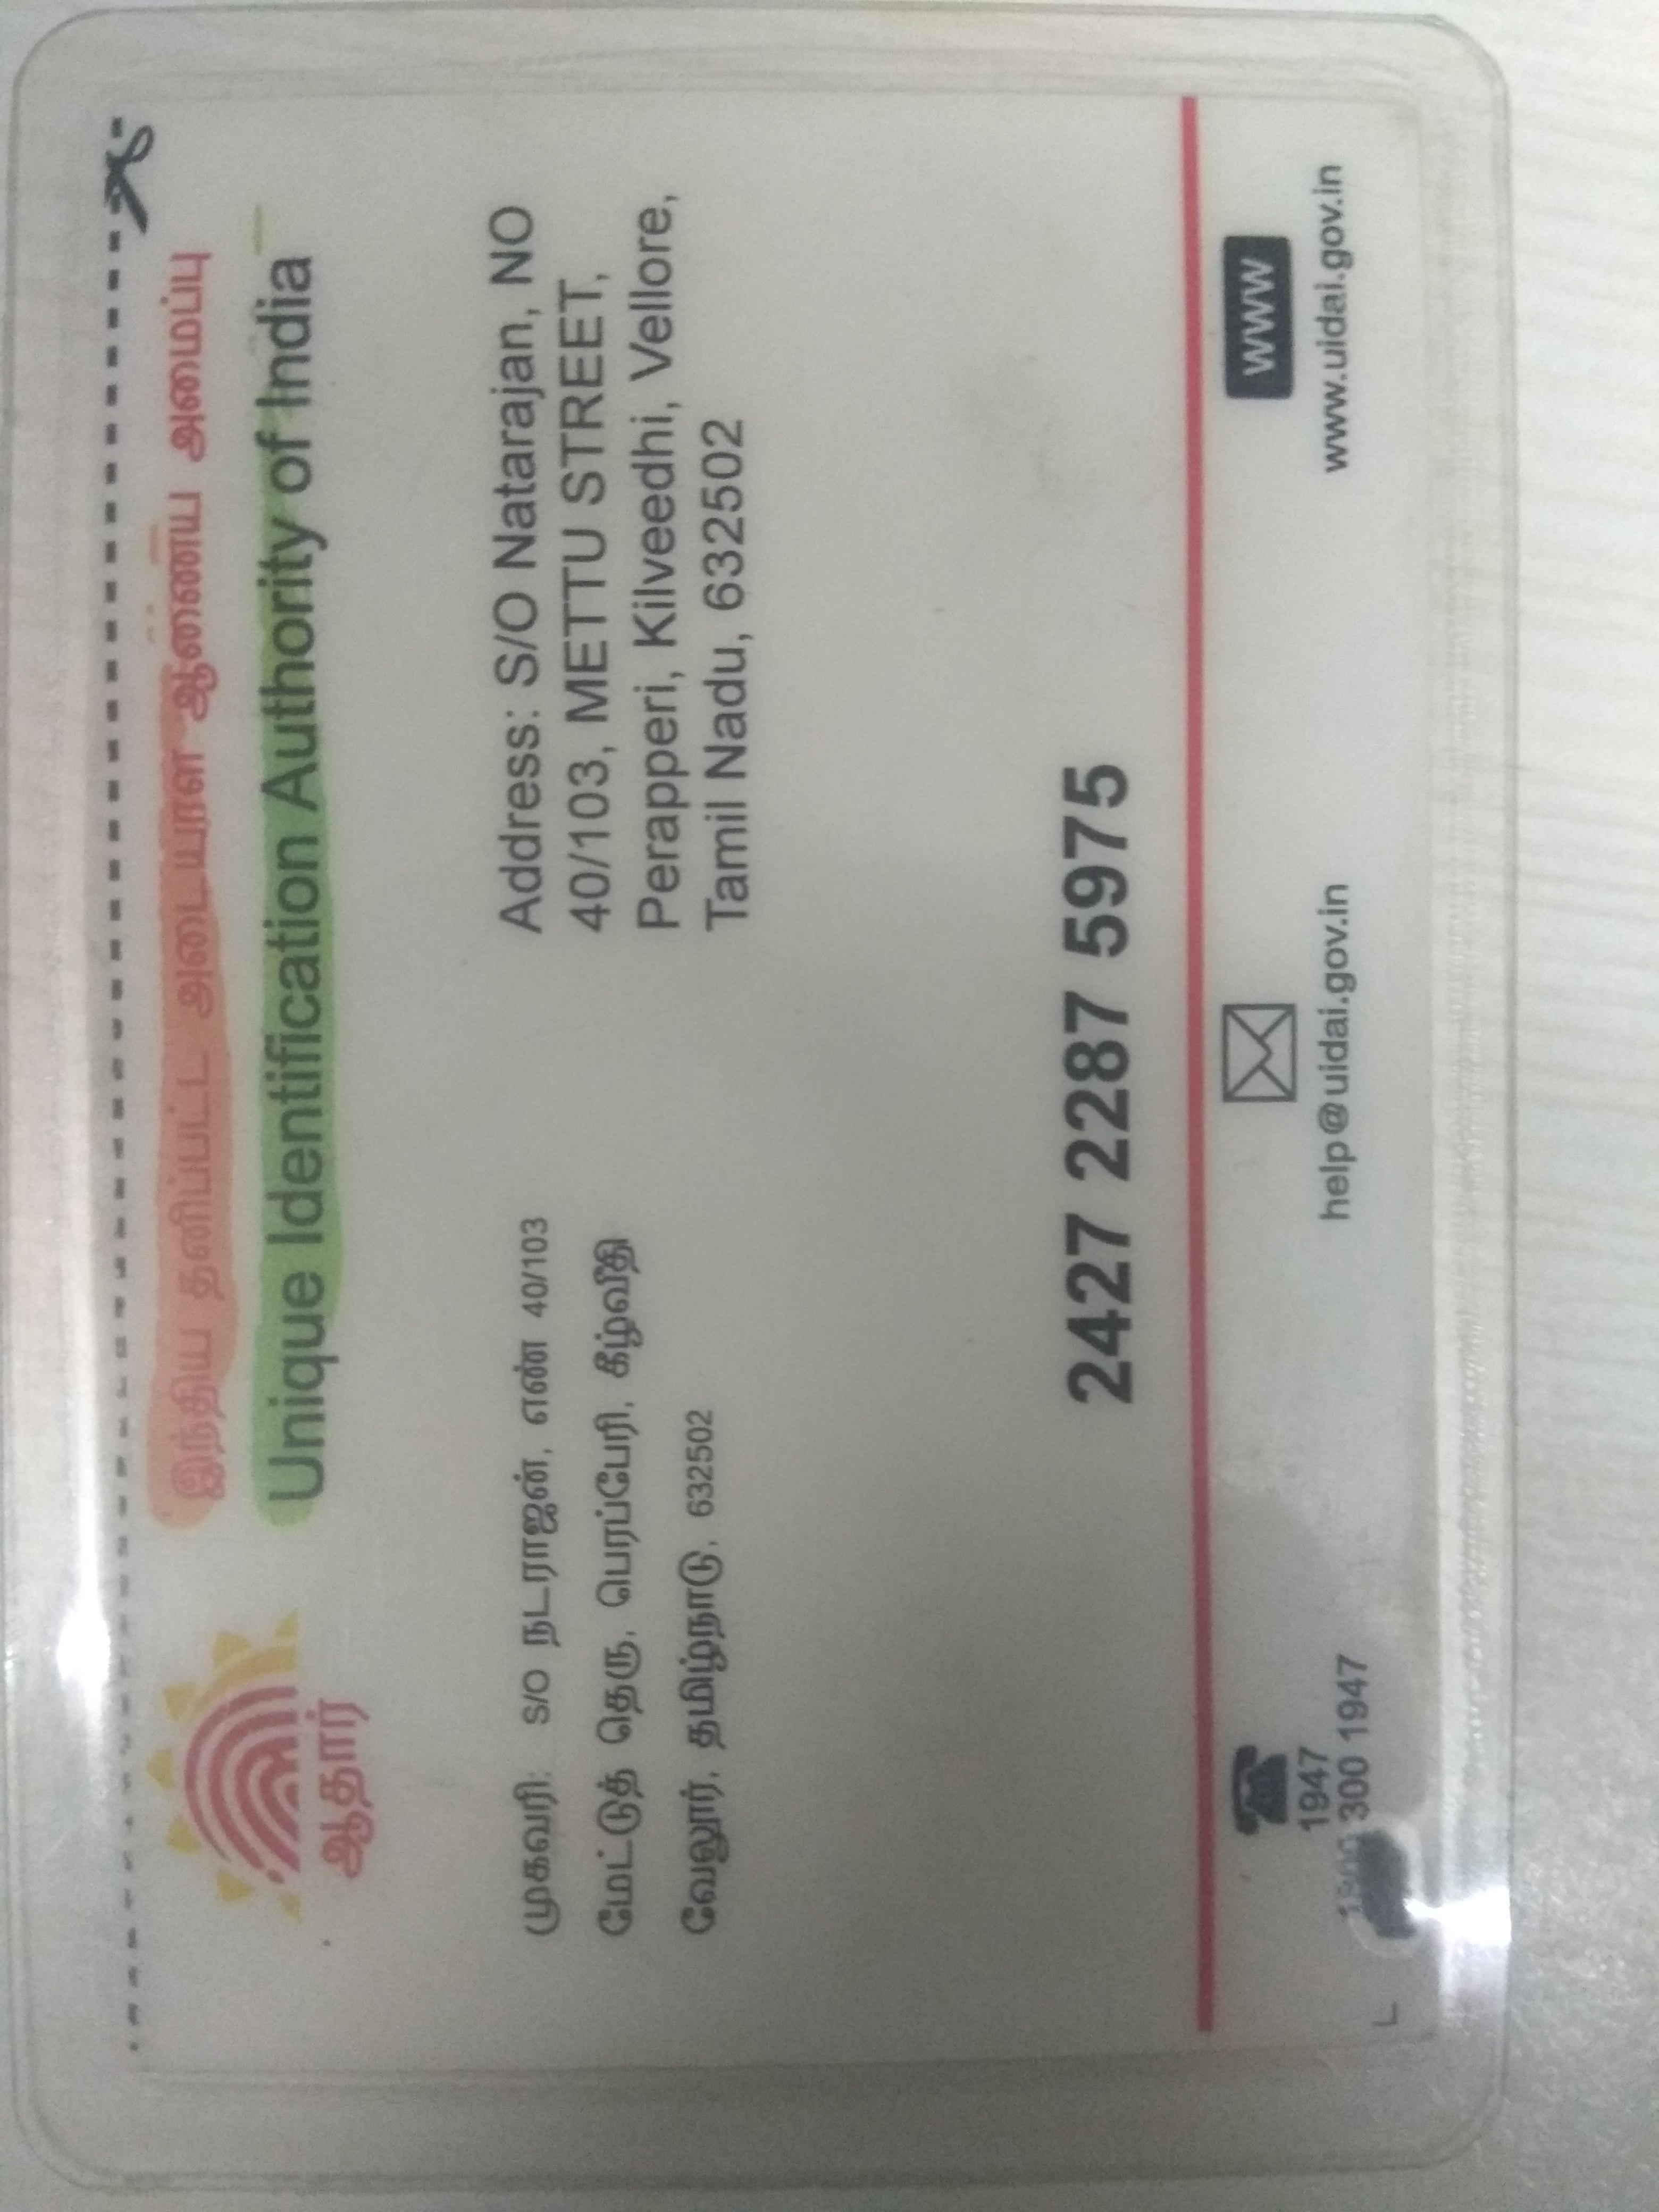 இந்திய தனிப்பட்ட அடையாள ஆணைய அமைப்பு
Unique Identification Authority of India
ஆதார்
முகவரி: S/O நடராஜன், எண் 40/103
மேட்டுத் தெரு, பெரப்பேரி, கீழ்வீதி
வேலூர், தமிழ்நாடு, 632502
Address: S/O Natarajan, NO
40/103, METTU STREET,
Perapperi, Kilveedhi, Vellore,
Tamil Nadu, 632502
2427 2287 5975
1947
300 1947
help@uidai.gov.in
WWW
www.uidai.gov.in